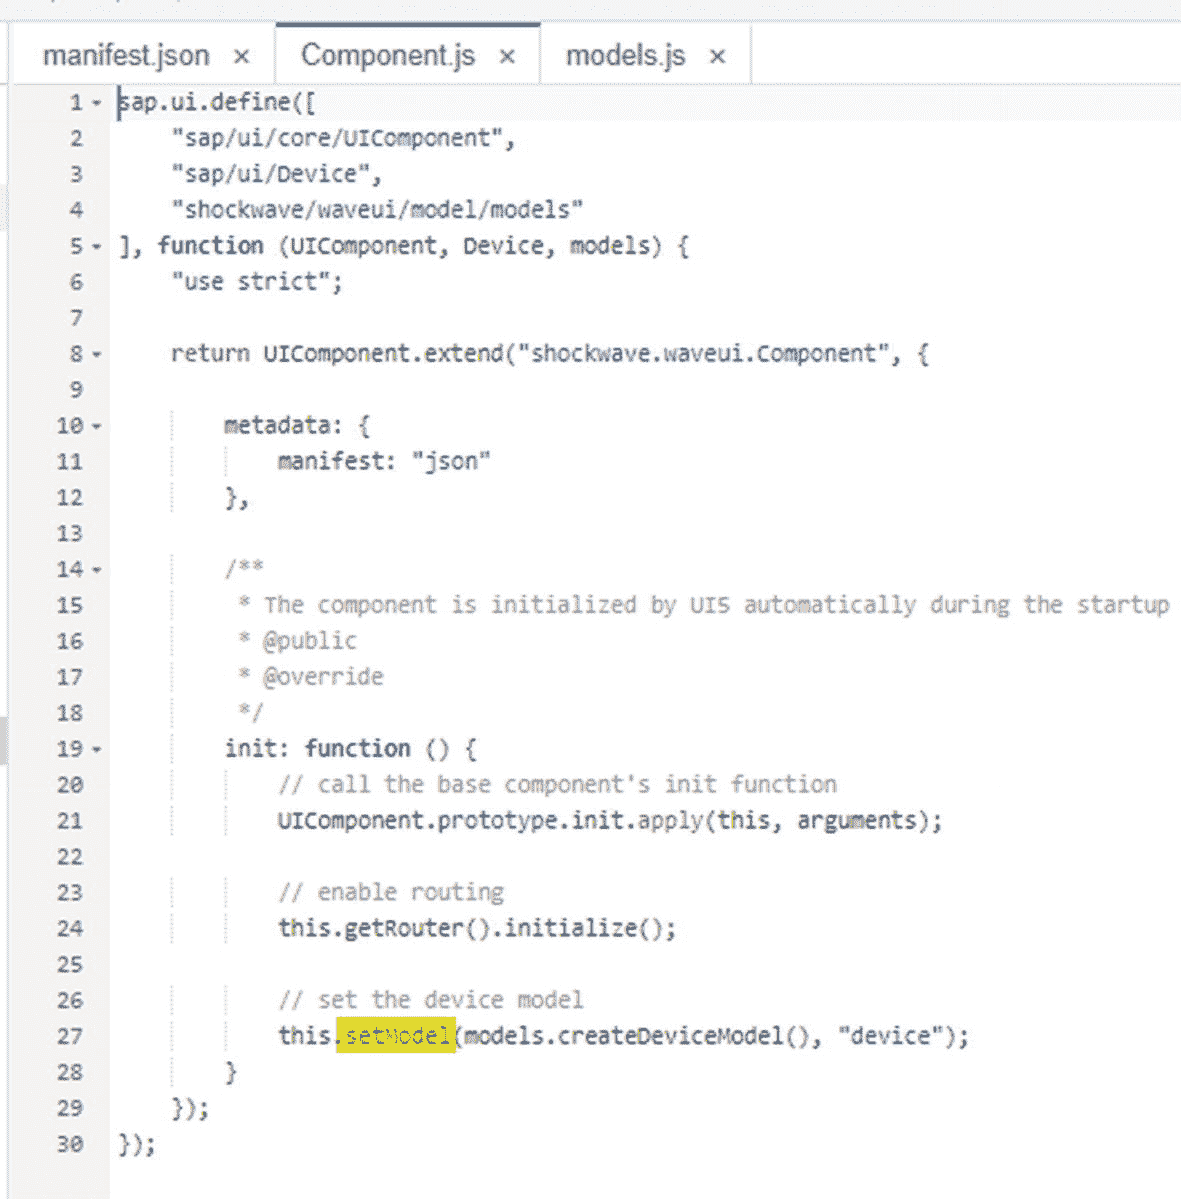 manifest.json × Component.js × models.js ×
1 sap.ui.define([
2 "sap/ui/core/UIComponent",
3 "sap/ui/Device",
4 "shockwave/waveui/model/models"
5 ], function (UIComponent, Device, models) {
6 "use strict";
7
8 return UIComponent.extend("shockwave.waveui.Component", {
9
10 metadata: {
11 manifest: "json"
12 },
13
14 /**
15 * The component is initialized by UI5 automatically during the startup
16 * @public
17 * @override
18 */
19 init: function () {
20 // call the base component's init function
21 UIComponent.prototype.init.apply(this, arguments);
22
23 // enable routing
24 this.getRouter().initialize();
25
26 // set the device model
27 this.setModel(models.createDeviceModel(), "device");
28 }
29 });
30 });